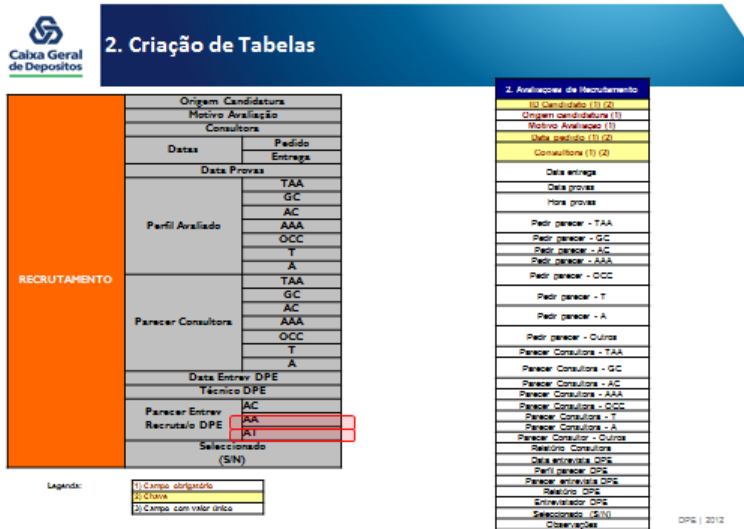 Caixa Geral
de Depositos
2. Criação de Tabelas
RECRUTAMENTO
Origem Candidatura
Motivo Avaliação
Consultora
Datas
Pedido
Entrega
Data Provas
Perfil Avaliado
TAA
GC
AC
AAA
OCC
T
A
Parecer Consultora
TAA
GC
AC
AAA
OCC
T
A
Data Entrev DPE
Técnico DPE
Parecer Entrev
Recruta/o DPE
AC
AA
AT
Seleccionado
(S/N)
Legenda:
1) Campo obrigatório
2) Chave
3) Campo com valor único
2. Avaliações de Recrutamento
ID Candidato (1) (2)
Origem candidatura (1)
Motivo Avaliação (1)
Data pedido (1) (2)
Consultora (1) (2)
Data entrega
Data provas
Hora provas
Pedir parecer - TAA
Pedir parecer - GC
Pedir parecer - AC
Pedir parecer - AAA
Pedir parecer - OCC
Pedir parecer - T
Pedir parecer - A
Pedir parecer - Outros
Parecer Consultora - TAA
Parecer Consultora - GC
Parecer Consultora - AC
Parecer Consultora - AAA
Parecer Consultora - OCC
Parecer Consultora - T
Parecer Consultora - A
Parecer Consultor - Outros
Relatório Consultora
Data entrevista DPE
Perfil parecer DPE
Parecer entrevista DPE
Relatório DPE
Entrevistador DPE
Seleccionado (S/N)
Observações
DPE | 2012